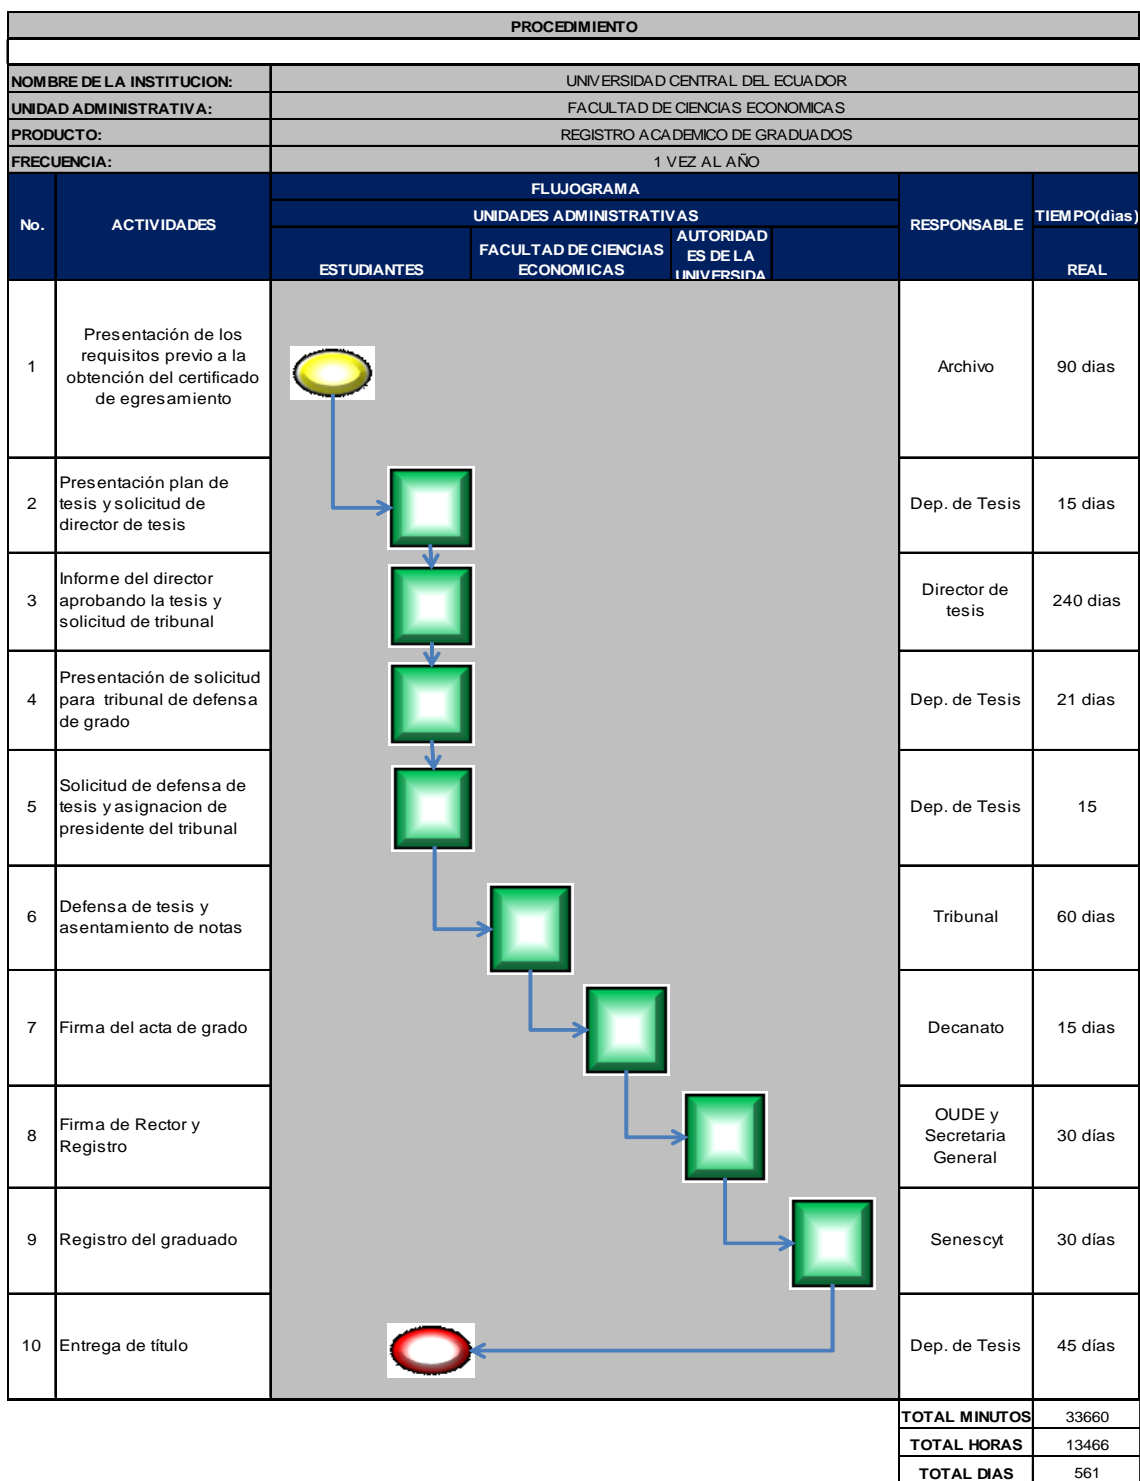 PROCEDIMIENTO
NOMBRE DE LA INSTITUCION: UNIVERSIDAD CENTRAL DEL ECUADOR
UNIDAD ADMINISTRATIVA: FACULTAD DE CIENCIAS ECONOMICAS
PRODUCTO: REGISTRO ACADEMICO DE GRADUADOS
FRECUENCIA: 1 VEZ AL AÑO
No.
ACTIVIDADES
FLUJOGRAMA
UNIDADES ADMINISTRATIVAS
ESTUDIANTES
FACULTAD DE CIENCIAS
ECONOMICAS
AUTORIDAD
ES DE LA
UNIVERSIDA
RESPONSABLE
TIEMPO(dìas)
REAL
1
Presentación de los
requisitos previo a la
obtención del certificado
de egresamiento
Archivo
90 dias
2
Presentación plan de
tesis y solicitud de
director de tesis
Dep. de Tesis
15 dias
3
Informe del director
aprobando la tesis y
solicitud de tribunal
Director de
tesis
240 dias
4
Presentación de solicitud
para tribunal de defensa
de grado
Dep. de Tesis
21 dias
5
Solicitud de defensa de
tesis y asignacion de
presidente del tribunal
Dep. de Tesis
15
6
Defensa de tesis y
asentamiento de notas
Tribunal
60 dias
7
Firma del acta de grado
Decanato
15 dias
8
Firma de Rector y
Registro
OUDE y
Secretaria
General
30 días
9
Registro del graduado
Senescyt
30 días
10
Entrega de título
Dep. de Tesis
45 días
TOTAL MINUTOS 33660
TOTAL HORAS 13466
TOTAL DIAS 561